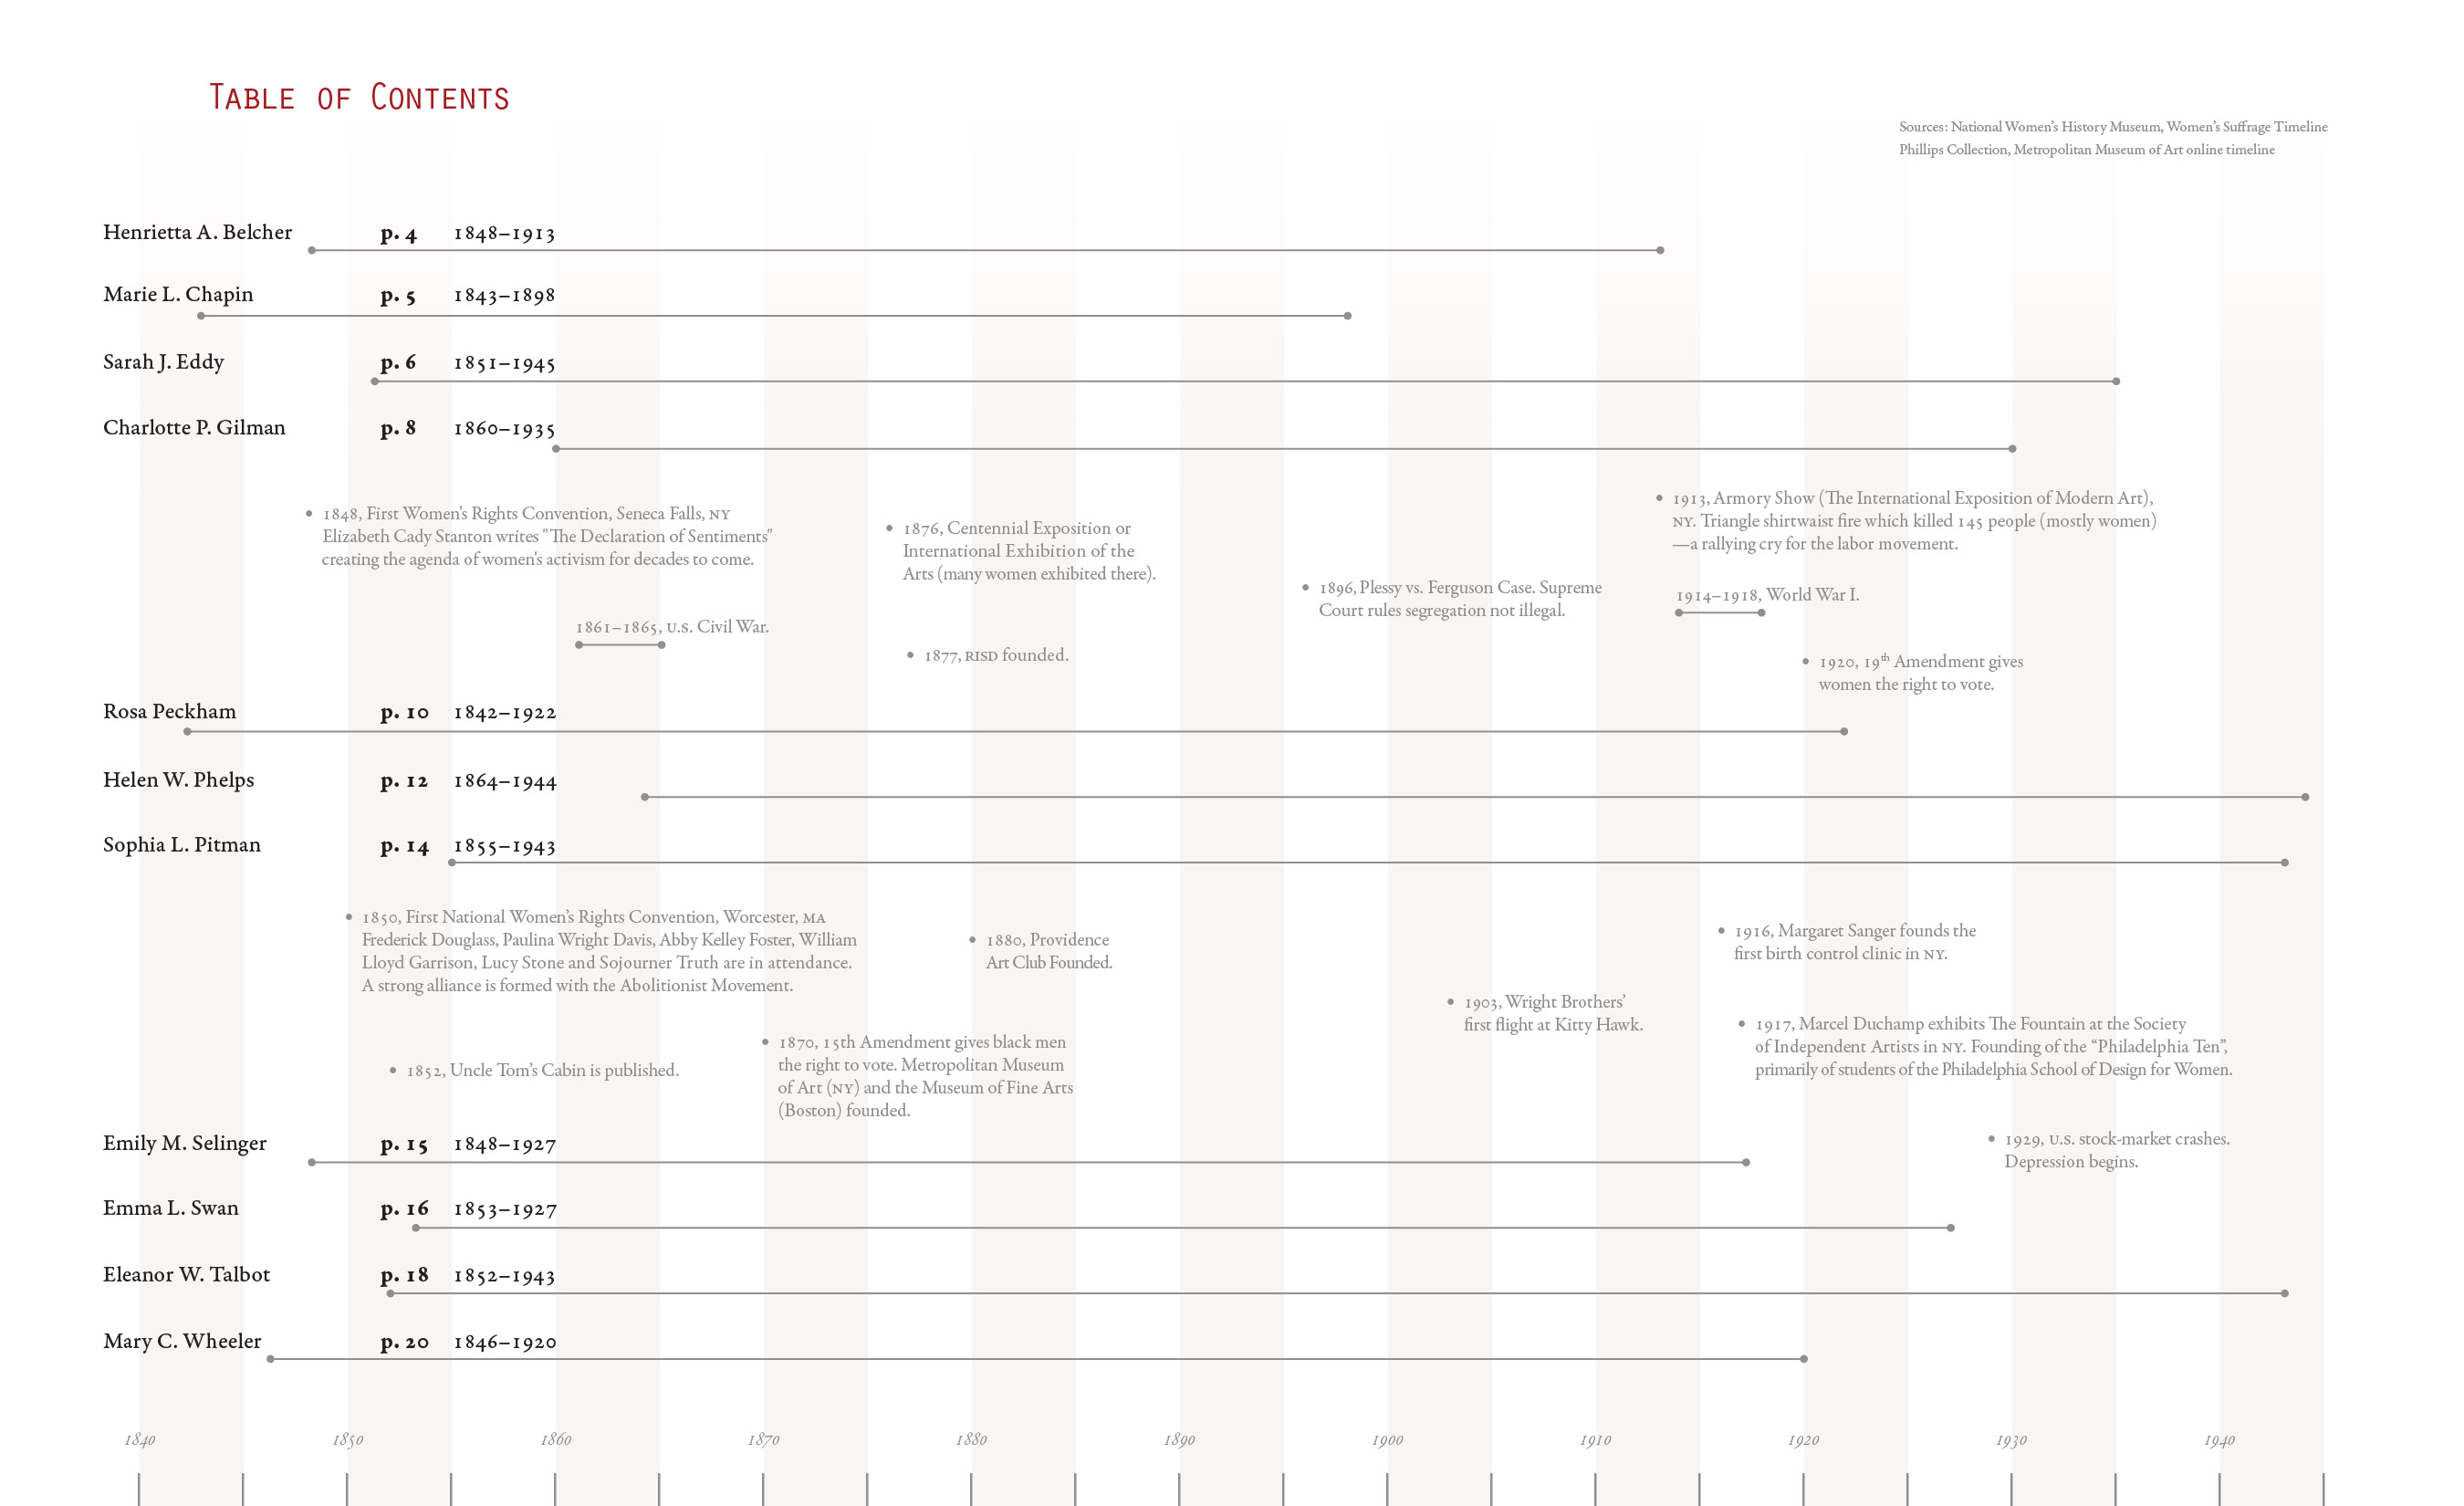 Table of Contents
Sources: National Women’s History Museum, Women’s Suffrage Timeline
Phillips Collection, Metropolitan Museum of Art online timeline
Henrietta A. Belcher p. 4 1848–1913
Marie L. Chapin p. 5 1843–1898
Sarah J. Eddy p. 6 1851–1945
Charlotte P. Gilman p. 8 1860–1935
1848, First Women's Rights Convention, Seneca Falls, NY
Elizabeth Cady Stanton writes "The Declaration of Sentiments"
creating the agenda of women's activism for decades to come.
1861–1865, U.S. Civil War.
1876, Centennial Exposition or
International Exhibition of the
Arts (many women exhibited there).
1877, RISD founded.
1896, Plessy vs. Ferguson Case. Supreme
Court rules segregation not illegal.
1913, Armory Show (The International Exposition of Modern Art),
NY. Triangle shirtwaist fire which killed 145 people (mostly women)
—a rallying cry for the labor movement.
1914–1918, World War I.
1920, 19th Amendment gives
women the right to vote.
Rosa Peckham p. 10 1842–1922
Helen W. Phelps p. 12 1864–1944
Sophia L. Pitman p. 14 1855–1943
1850, First National Women’s Rights Convention, Worcester, MA
Frederick Douglass, Paulina Wright Davis, Abby Kelley Foster, William
Lloyd Garrison, Lucy Stone and Sojourner Truth are in attendance.
A strong alliance is formed with the Abolitionist Movement.
1852, Uncle Tom’s Cabin is published.
1870, 15th Amendment gives black men
the right to vote. Metropolitan Museum
of Art (NY) and the Museum of Fine Arts
(Boston) founded.
1880, Providence
Art Club Founded.
1903, Wright Brothers’
first flight at Kitty Hawk.
1916, Margaret Sanger founds the
first birth control clinic in NY.
1917, Marcel Duchamp exhibits The Fountain at the Society
of Independent Artists in NY. Founding of the “Philadelphia Ten”,
primarily of students of the Philadelphia School of Design for Women.
1929, U.S. stock-market crashes.
Depression begins.
Emily M. Selinger p. 15 1848–1927
Emma L. Swan p. 16 1853–1927
Eleanor W. Talbot p. 18 1852–1943
Mary C. Wheeler p. 20 1846–1920
1840 1850 1860 1870 1880 1890 1900 1910 1920 1930 1940